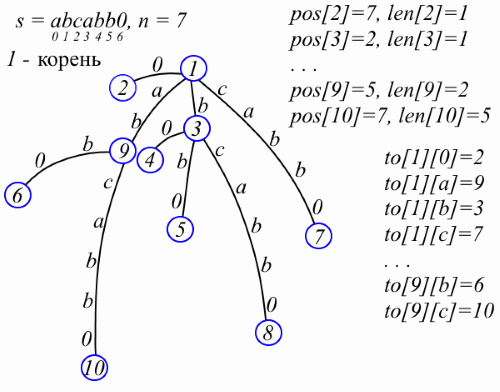 s = abcabb0, n = 7
0 1 2 3 4 5 6
1 - корень
pos[2]=7, len[2]=1
pos[3]=2, len[3]=1
. . .
pos[9]=5, len[9]=2
pos[10]=7, len[10]=5
to[1][0]=2
to[1][a]=9
to[1][b]=3
to[1][c]=7
. . .
to[9][b]=6
to[9][c]=10
0 1
2 a c
b a
b 0 3
b 9 4 b c b
0 b
c a
6 0 0
a 5 b 7
b b
b 0
0 8
10